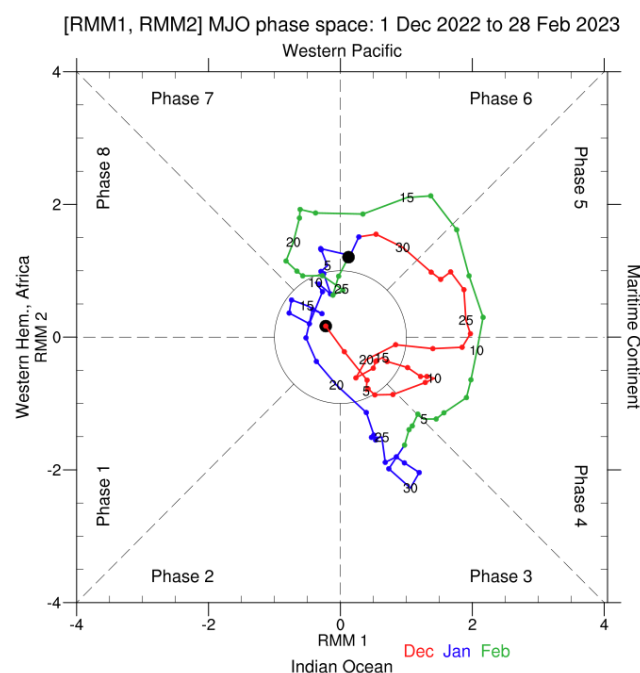 [RMM1, RMM2] MJO phase space: 1 Dec 2022 to 28 Feb 2023
Western Pacific
4
Phase 7
Phase 6
Phase 8
Phase 5
15
2
20
30
5
10
25
25
15
Western Hem., Africa
RMM 2
0
Maritime Continent
10
20
15
10
20
5
5
25
-2
30
Phase 1
Phase 4
Phase 2
Phase 3
-4
-4
-2
0
2
4
RMM 1
Dec Jan Feb
Indian Ocean